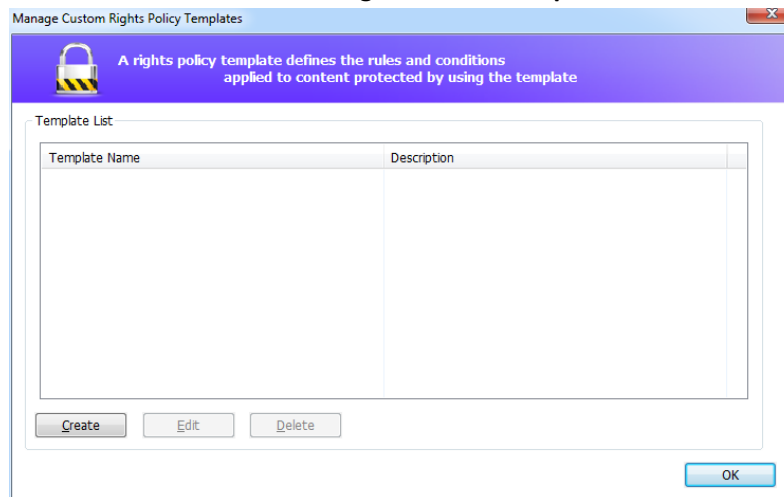 Manage Custom Rights Policy Templates
A rights policy template defines the rules and conditions
applied to content protected by using the template
Template List
Template Name Description
Create Edit Delete
OK